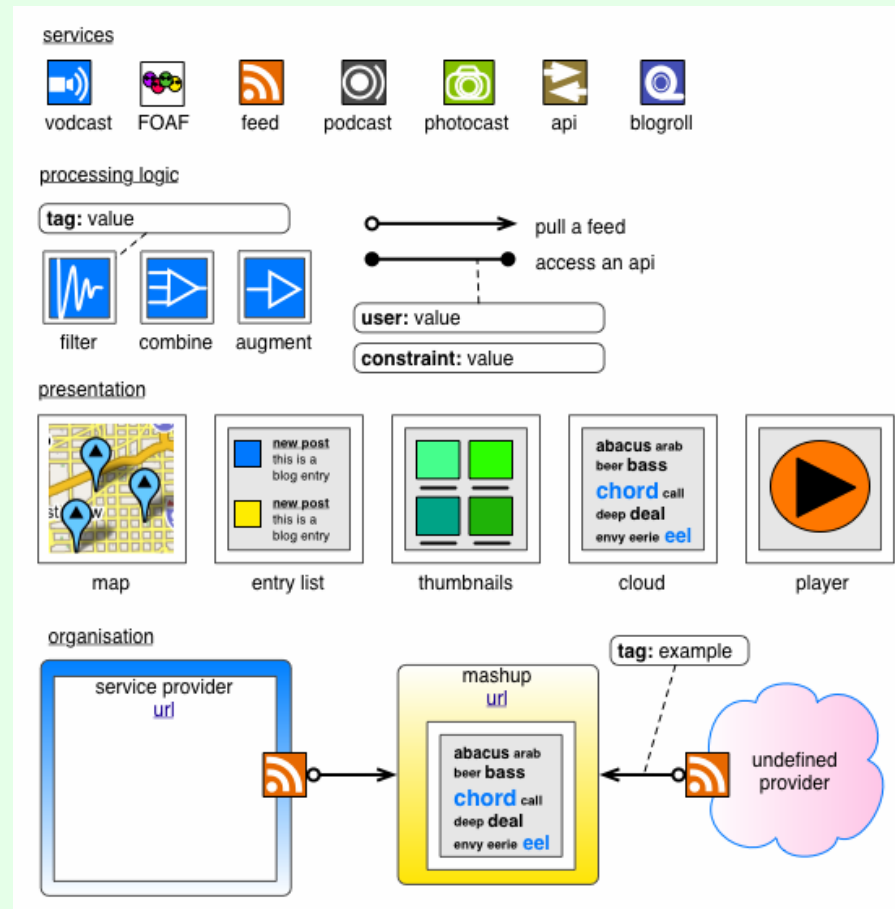 services
vodcast FOAF feed podcast photocast api blogroll
processing logic
tag: value
pull a feed
access an api
filter combine augment
user: value
constraint: value
presentation
new post
this is a
blog entry
new post
this is a
blog entry
abacus arab
beer bass
chord call
deep deal
envy eerie eel
map entry list thumbnails cloud player
organisation
service provider
url
mashup
url
abacus arab
beer bass
chord call
deep deal
envy eerie eel
tag: example
undefined
provider